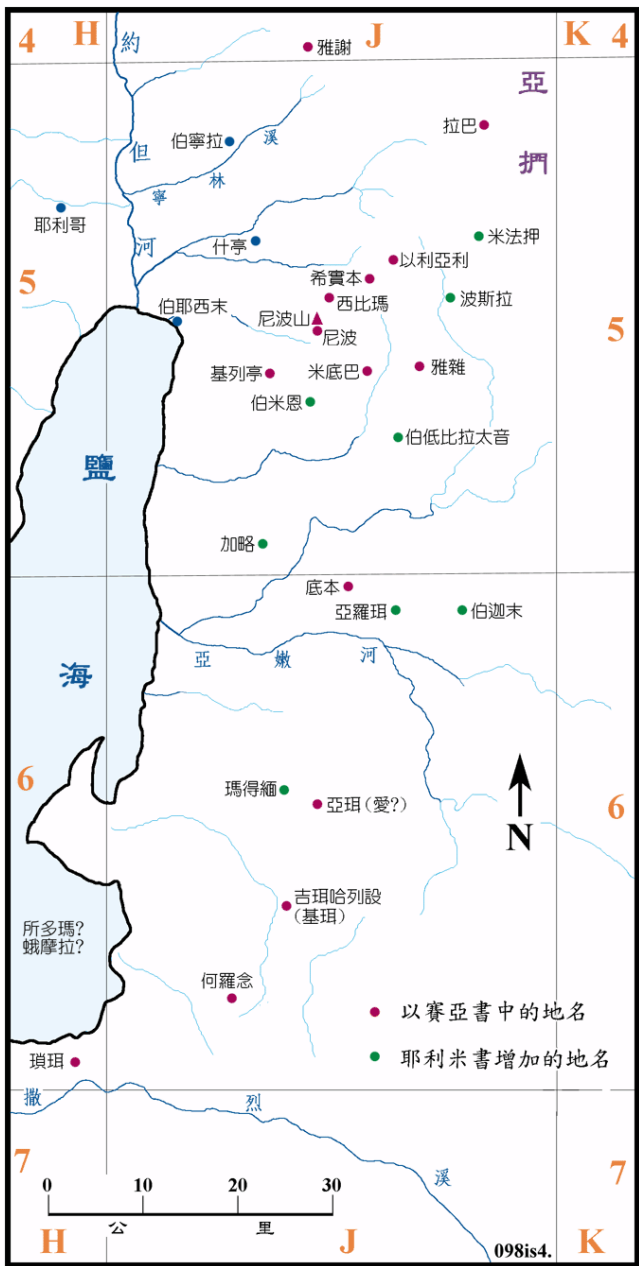 4 H J K 4
約
雅謝
亞
捫
拉巴
伯寧拉
溪
但
林
寧
耶利哥
河
什亭
米法押
以利亞利
5
希實本
西比瑪
波斯拉
伯耶西末
尼波山
尼波
5
基列亭
米底巴
雅雜
伯米恩
伯低比拉太音
鹽
加略
底本
亞羅珥
伯迦末
亞 嫩 河
海
6
瑪得緬
亞珥(愛?)
6
N
吉珥哈列設
(基珥)
所多瑪?
蛾摩拉?
何羅念
以賽亞書中的地名
耶利米書增加的地名
瑣珥
撒 烈 溪
7
7
0 10 20 30
公 里
H J K
098is4.